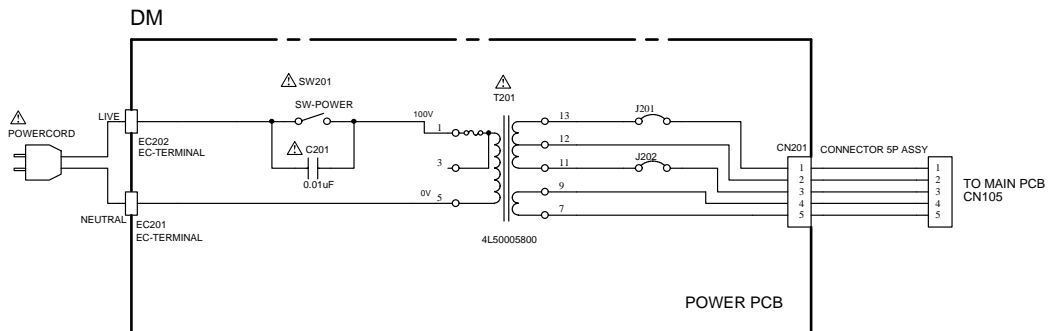 DM
SW201
T201
SW-POWER
LIVE
100V
13
J201
POWERCORD
1
EC202
EC-TERMINAL
C201
12
CN201
CONNECTOR 5P ASSY
3
11
J202
1
1
0.01uF
2
2
TO MAIN PCB
0V
5
9
3
3
CN105
4
4
NEUTRAL
EC201
7
5
5
EC-TERMINAL
4L50005800
POWER PCB